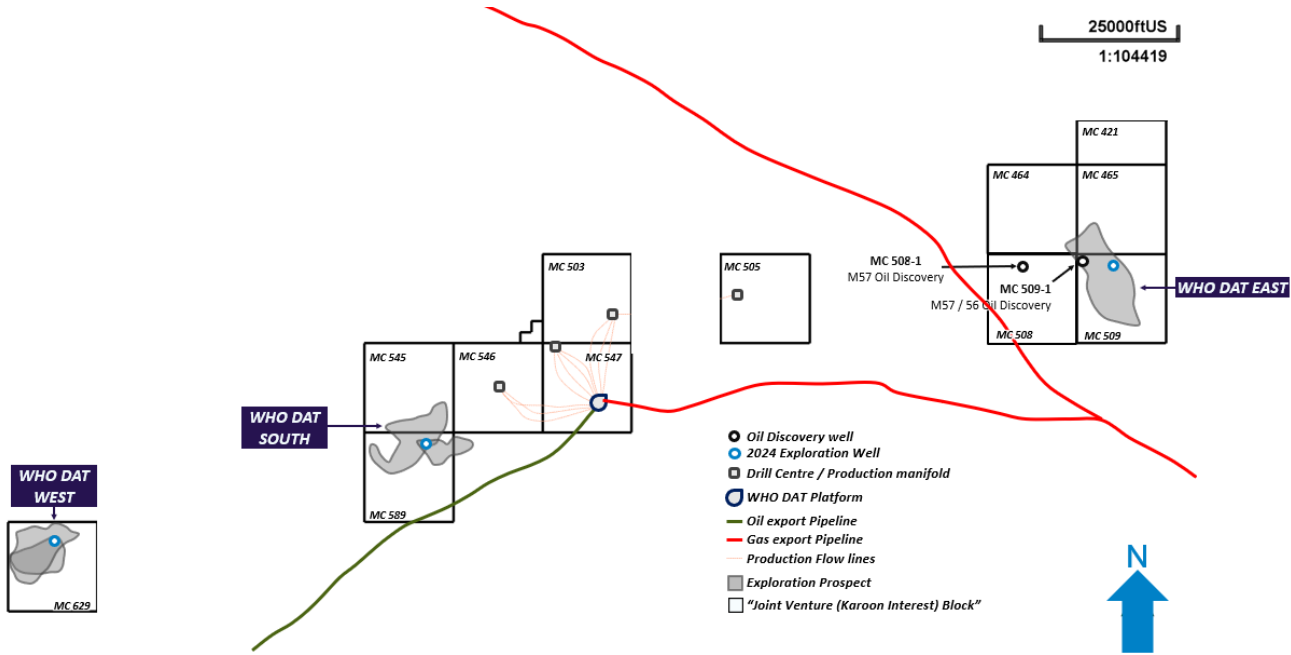 25000ftUS
1:104419
MC 421
MC 464
MC 465
MC 503
MC 505
MC 508-1
M57 Oil Discovery
MC 509-1
M57 / 56 Oil Discovery
WHO DAT EAST
MC 508
MC 509
MC 545
MC 546
MC 547
WHO DAT
SOUTH
Oil Discovery well
2024 Exploration Well
Drill Centre / Production manifold
WHO DAT Platform
Oil export Pipeline
Gas export Pipeline
Production Flow lines
Exploration Prospect
"Joint Venture (Karoon Interest) Block"
WHO DAT
WEST
MC 589
MC 629
N